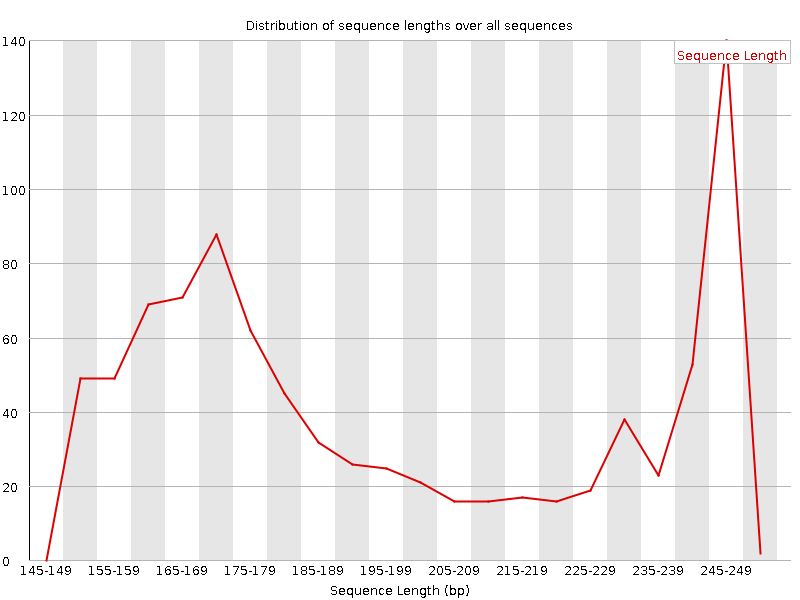 Distribution of sequence lengths over all sequences
Sequence Length
140
120
100
80
60
40
20
0
145-149 155-159 165-169 175-179 185-189 195-199 205-209 215-219 225-229 235-239 245-249
Sequence Length (bp)